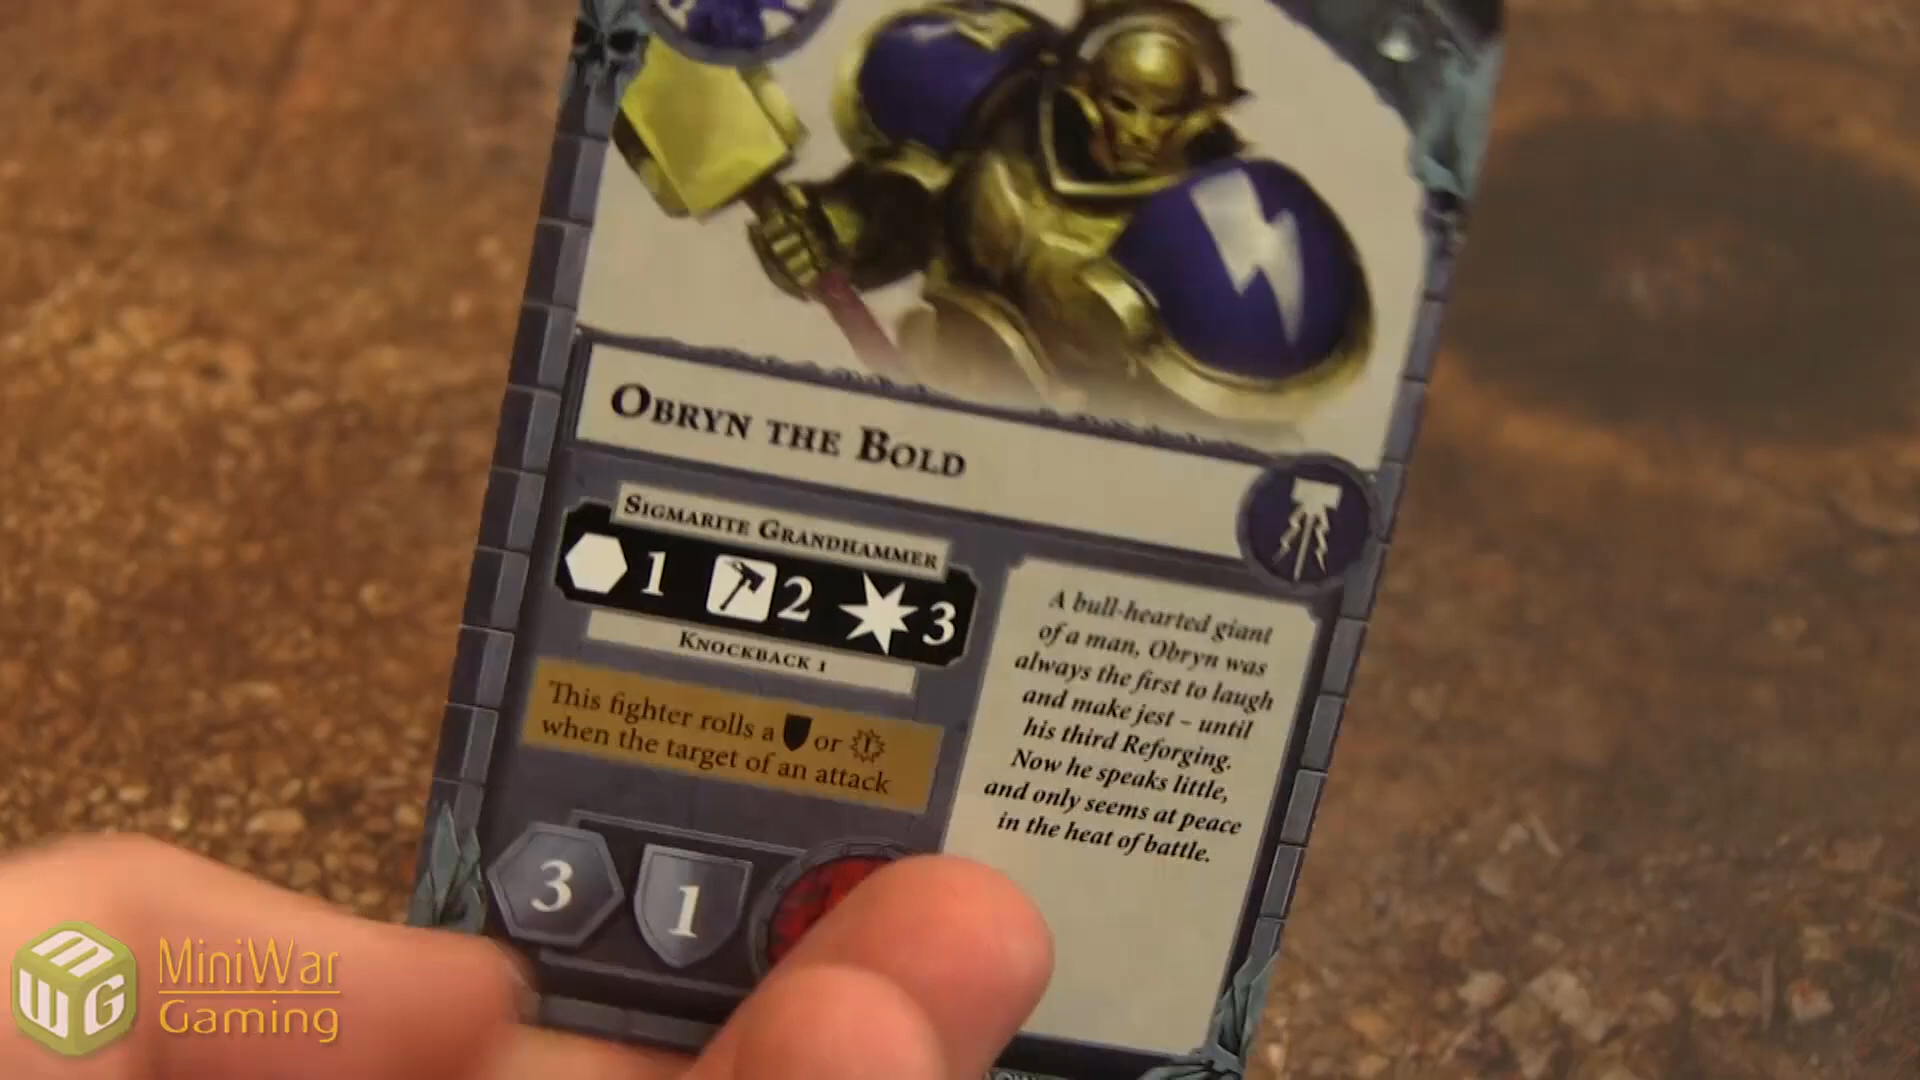 OBRYN THE BOLD
SIGMARITE GRANDHAMMER
1 2 3
KNOCKBACK 1
This fighter rolls a or
when the target of an attack
3 1
A bull-hearted giant
of a man, Obryn was
always the first to laugh
and make jest – until
his third Reforging.
Now he speaks little,
and only seems at peace
in the heat of battle.
MWG
MiniWar
Gaming